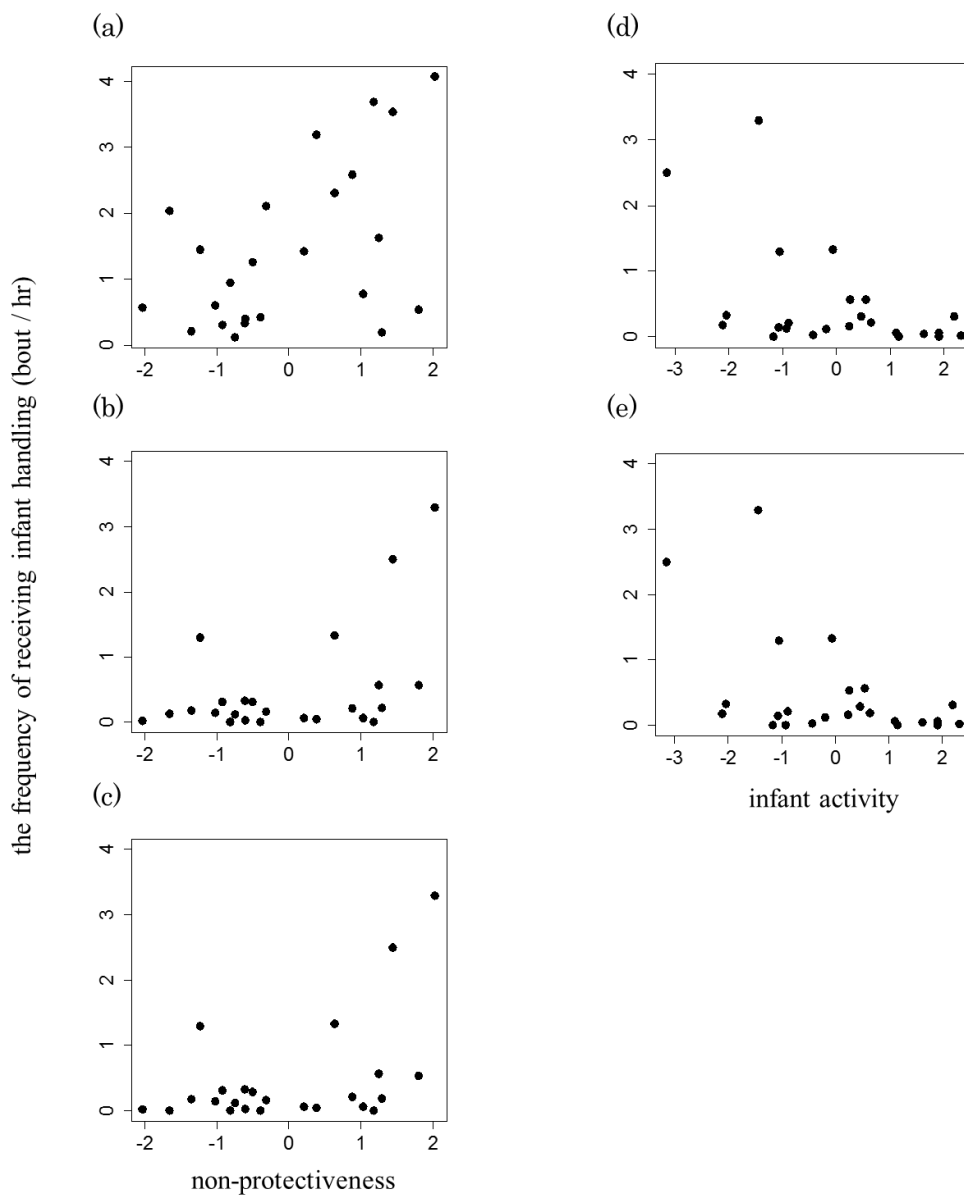 the frequency of receiving infant handling (bout / hr)
(a)
4
3
2
1
0
-2 -1 0 1 2
(b)
4
3
2
1
0
-2 -1 0 1 2
(c)
4
3
2
1
0
-2 -1 0 1 2
non-protectiveness
(d)
4
3
2
1
0
-3 -2 -1 0 1 2
(e)
4
3
2
1
0
-3 -2 -1 0 1 2
infant activity